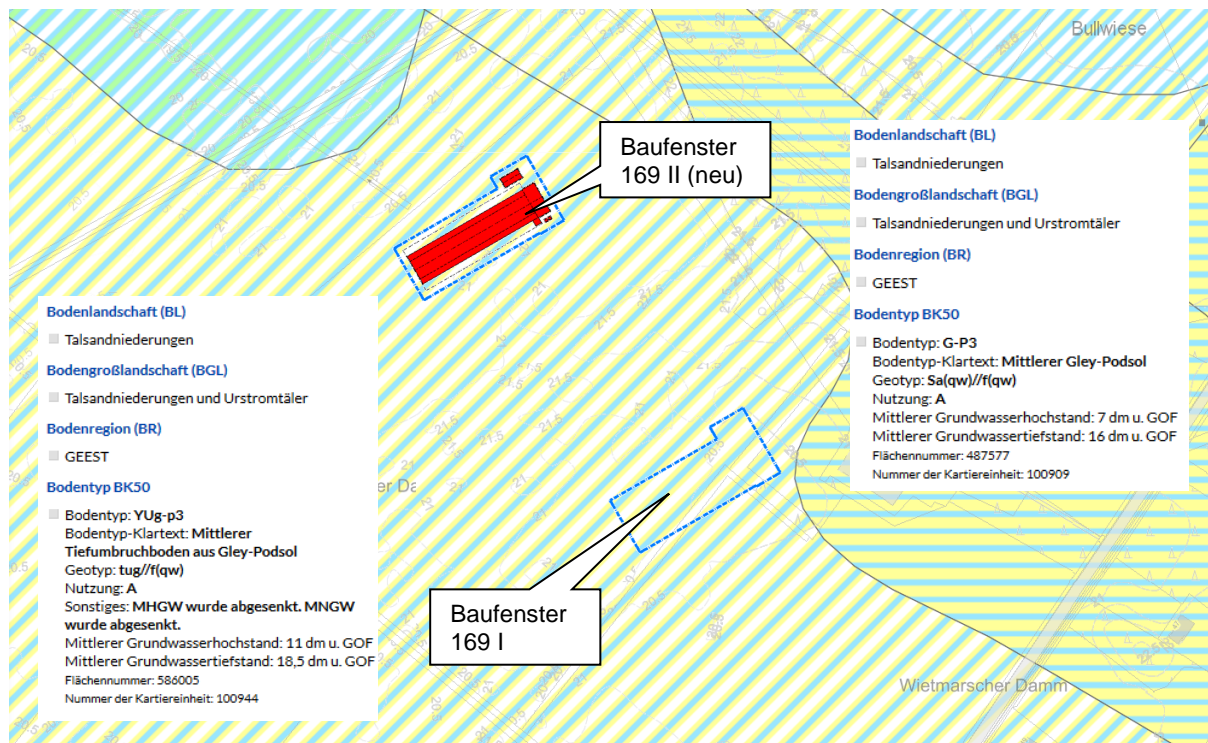 Bullwiese
Baufenster
169 II (neu)
Bodenlandschaft (BL)
Talsandniederungen
Bodengroßlandschaft (BGL)
Talsandniederungen und Urstromtäler
Bodenregion (BR)
GEEST
Bodentyp BK50
Bodentyp: G-P3
Bodentyp-Klartext: Mittlerer Gley-Podsol
Geotyp: Sa(qw)//f(qw)
Nutzung: A
Mittlerer Grundwasserhochstand: 7 dm u. GOF
Mittlerer Grundwassertiefstand: 16 dm u. GOF
Flächennummer: 487577
Nummer der Kartiereinheit: 100909
Bodenlandschaft (BL)
Talsandniederungen
Bodengroßlandschaft (BGL)
Talsandniederungen und Urstromtäler
Bodenregion (BR)
GEEST
Bodentyp BK50
Bodentyp: YUg-p3
Bodentyp-Klartext: Mittlerer
Tiefumbruchboden aus Gley-Podsol
Geotyp: tug//f(qw)
Nutzung: A
Sonstiges: MHGW wurde abgesenkt. MNGW
wurde abgesenkt.
Mittlerer Grundwasserhochstand: 11 dm u. GOF
Mittlerer Grundwassertiefstand: 18,5 dm u. GOF
Flächennummer: 586005
Nummer der Kartiereinheit: 100944
Baufenster
169 I
Wietmarscher Damm